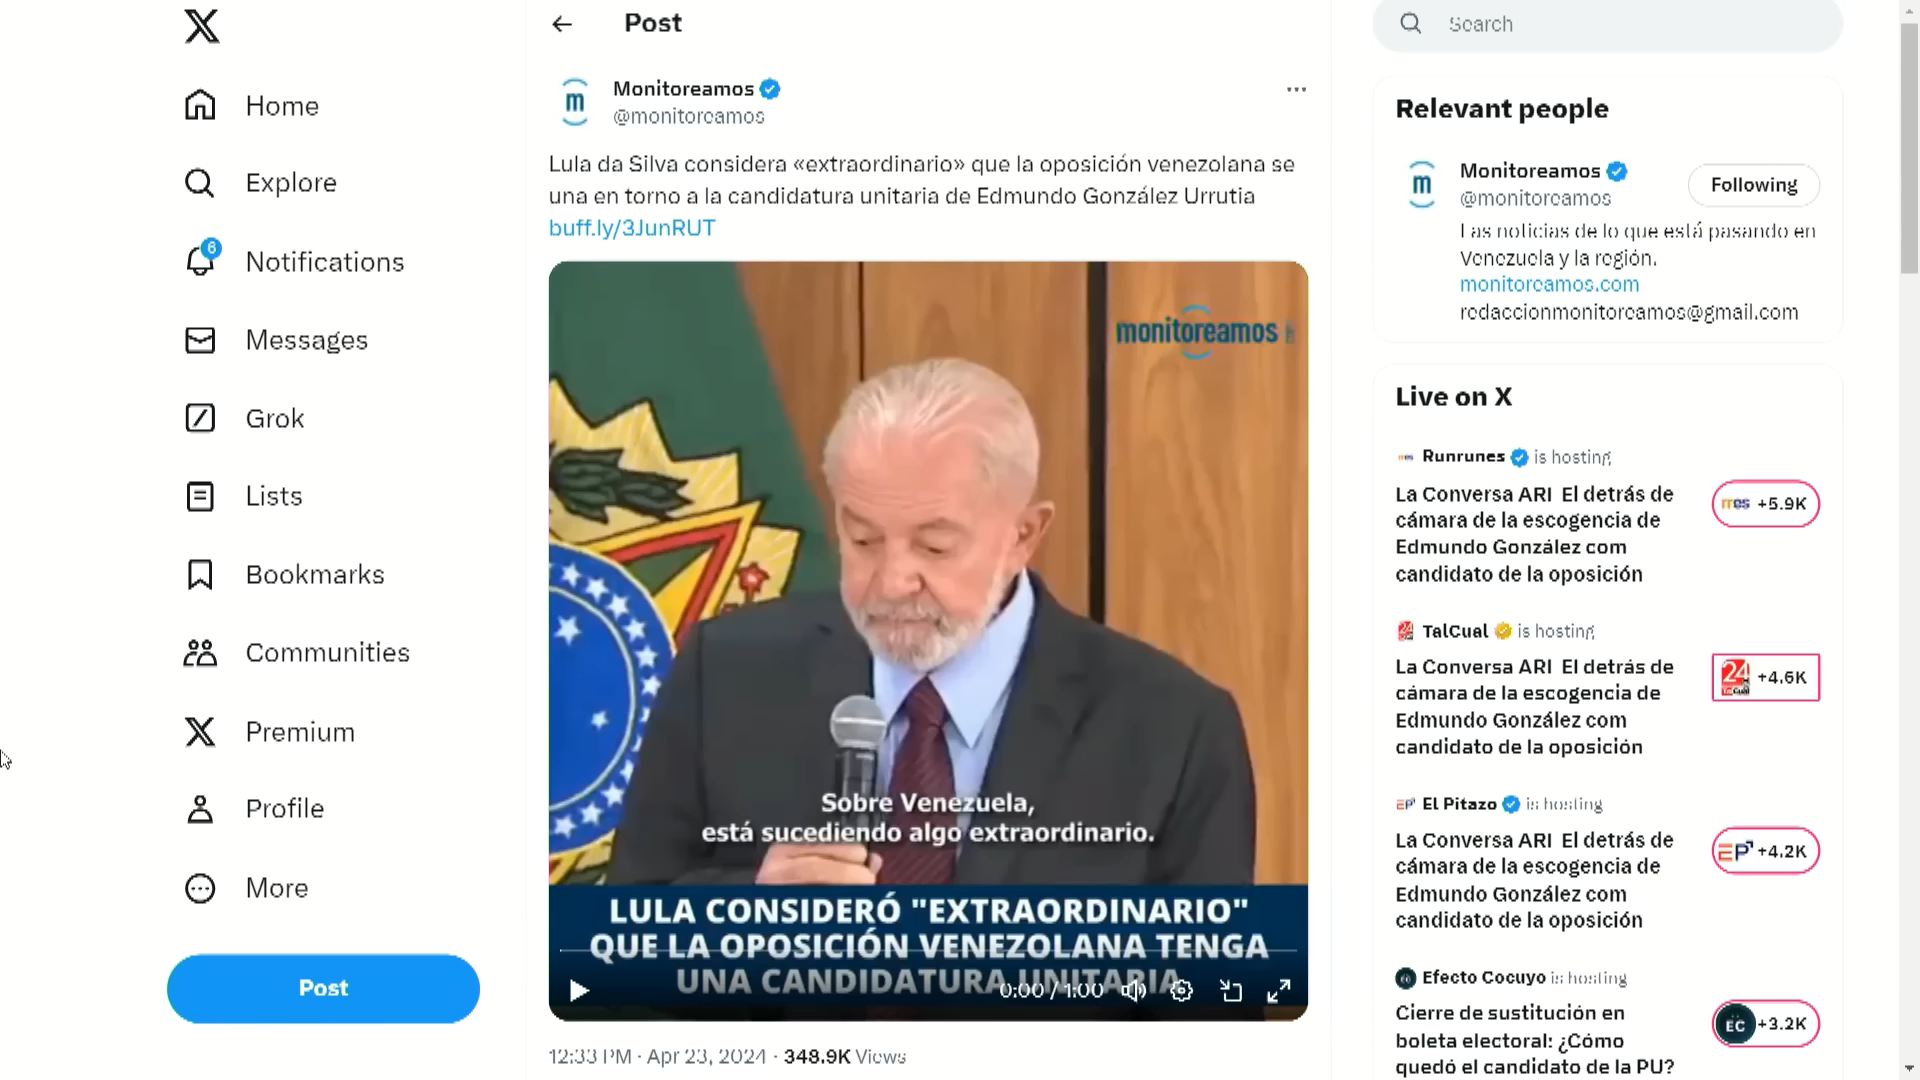 Home
Explore
6
Notifications
Messages
Grok
Lists
Bookmarks
Communities
Premium
Profile
More
Post
Post
Monitoreamos
@monitoreamos
Lula da Silva considera «extraordinario» que la oposición venezolana se
una en torno a la candidatura unitaria de Edmundo González Urrutia
buff.ly/3JunRUT
monitoreamos
Sobre Venezuela,
está sucediendo algo extraordinario.
LULA CONSIDERÓ "EXTRAORDINARIO"
QUE LA OPOSICIÓN VENEZOLANA TENGA
UNA CANDIDATURA UNITARIA
0:00 / 1:00
12:33 PM · Apr 23, 2024 · 348.9K Views
Search
Relevant people
Monitoreamos
@monitoreamos
Following
Las noticias de lo que está pasando en
Venezuela y la región.
monitoreamos.com
redaccionmonitoreamos@gmail.com
Live on X
Runrunes is hosting
La Conversa ARI El detrás de
cámara de la escogencia de
Edmundo González com
candidato de la oposición
+5.9K
TalCual is hosting
La Conversa ARI El detrás de
cámara de la escogencia de
Edmundo González com
candidato de la oposición
24
TalCual
+4.6K
EP El Pitazo is hosting
La Conversa ARI El detrás de
cámara de la escogencia de
Edmundo González com
candidato de la oposición
EP +4.2K
Efecto Cocuyo is hosting
Cierre de sustitución en
boleta electoral: ¿Cómo
quedó el candidato de la PU?
EC +3.2K